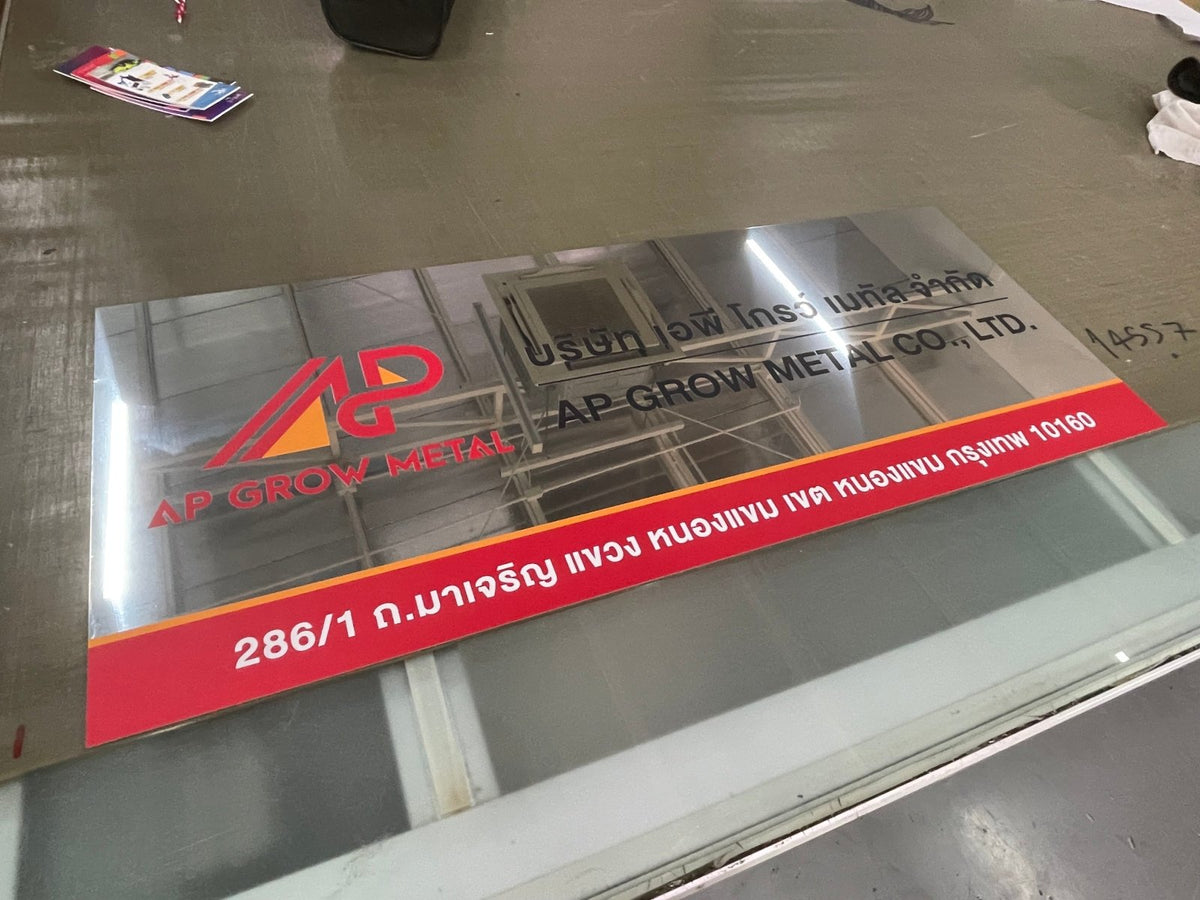 AP
AP GROW METAL
บริษัท เอพี โกรว์ เมทัล จำกัด
AP GROW METAL CO., LTD.
286/1 ถ.มาเจริญ แขวง หนองแขม เขต หนองแขม กรุงเทพ 10160